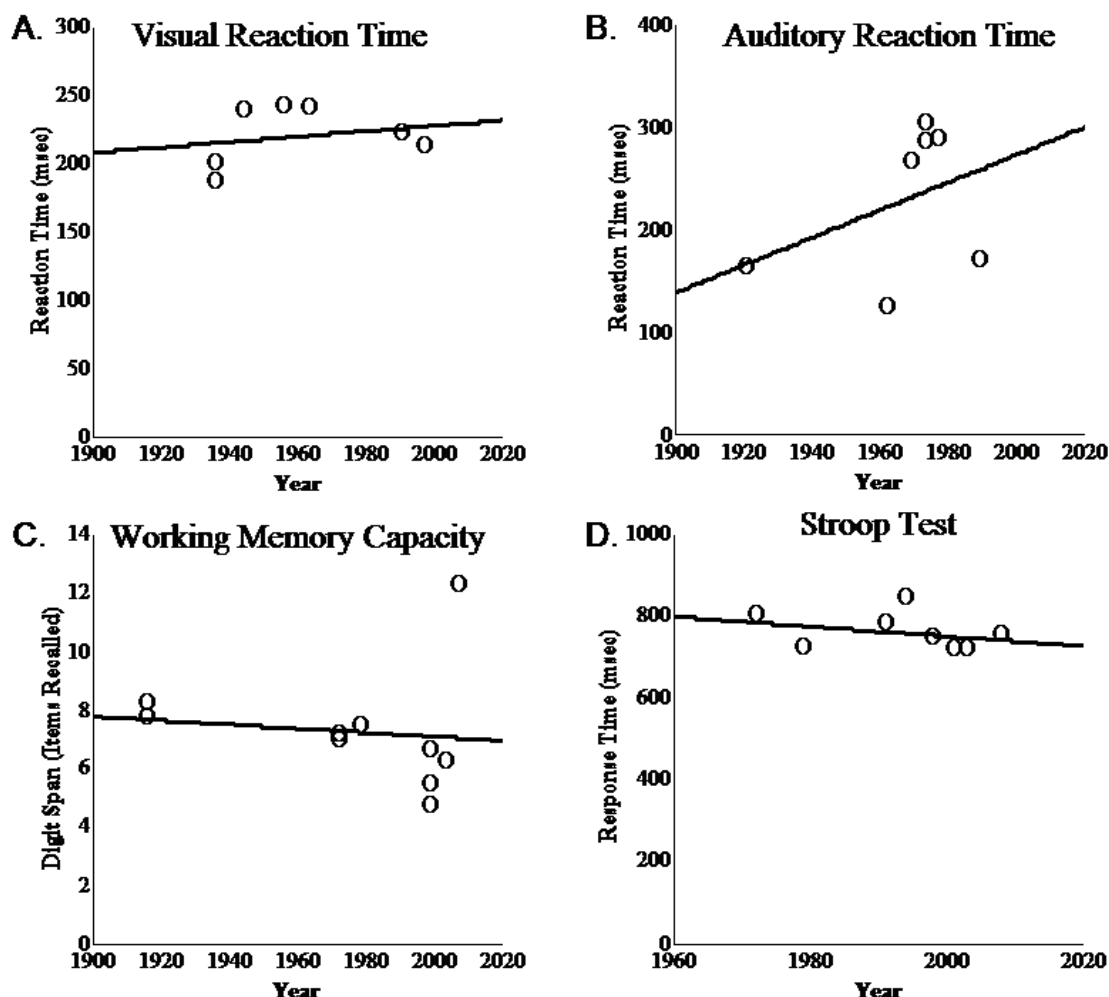 A. Visual Reaction Time
300
250
200
150
100
50
0
Reaction Time (msec)
1900 1920 1940 1960 1980 2000 2020
Year
B. Auditory Reaction Time
400
300
200
100
0
Reaction Time (msec)
1900 1920 1940 1960 1980 2000 2020
Year
C. Working Memory Capacity
14
12
10
8
6
4
2
0
Digit Span (Items Recalled)
1900 1920 1940 1960 1980 2000 2020
Year
D. Stroop Test
1000
800
600
400
200
0
Response Time (msec)
1960 1980 2000 2020
Year